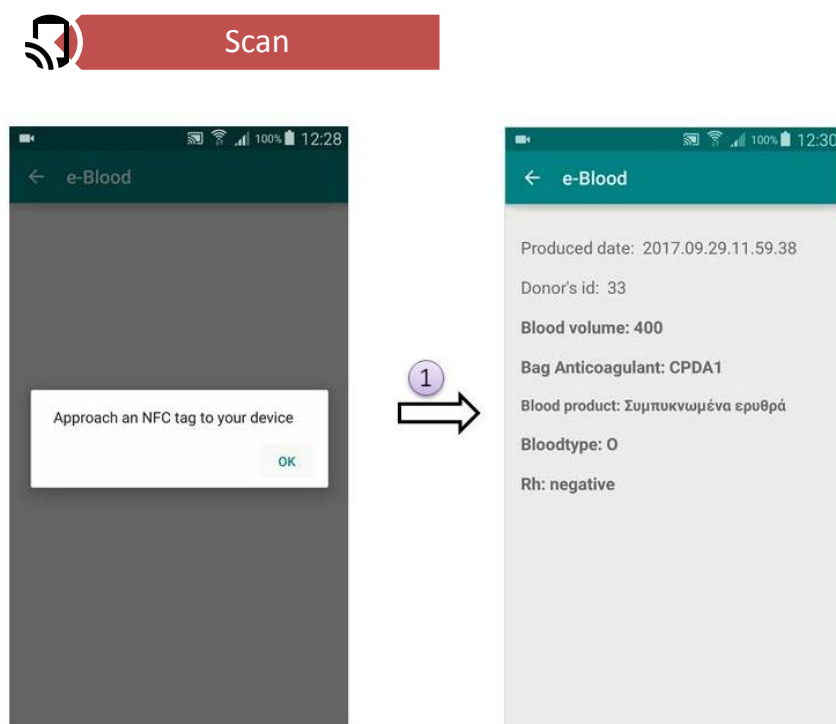 Scan
100% 12:28
e-Blood
Approach an NFC tag to your device
OK
1
100% 12:30
e-Blood
Produced date: 2017.09.29.11.59.38
Donor's id: 33
Blood volume: 400
Bag Anticoagulant: CPDA1
Blood product: Συμπυκνωμένα ερυθρά
Bloodtype: O
Rh: negative